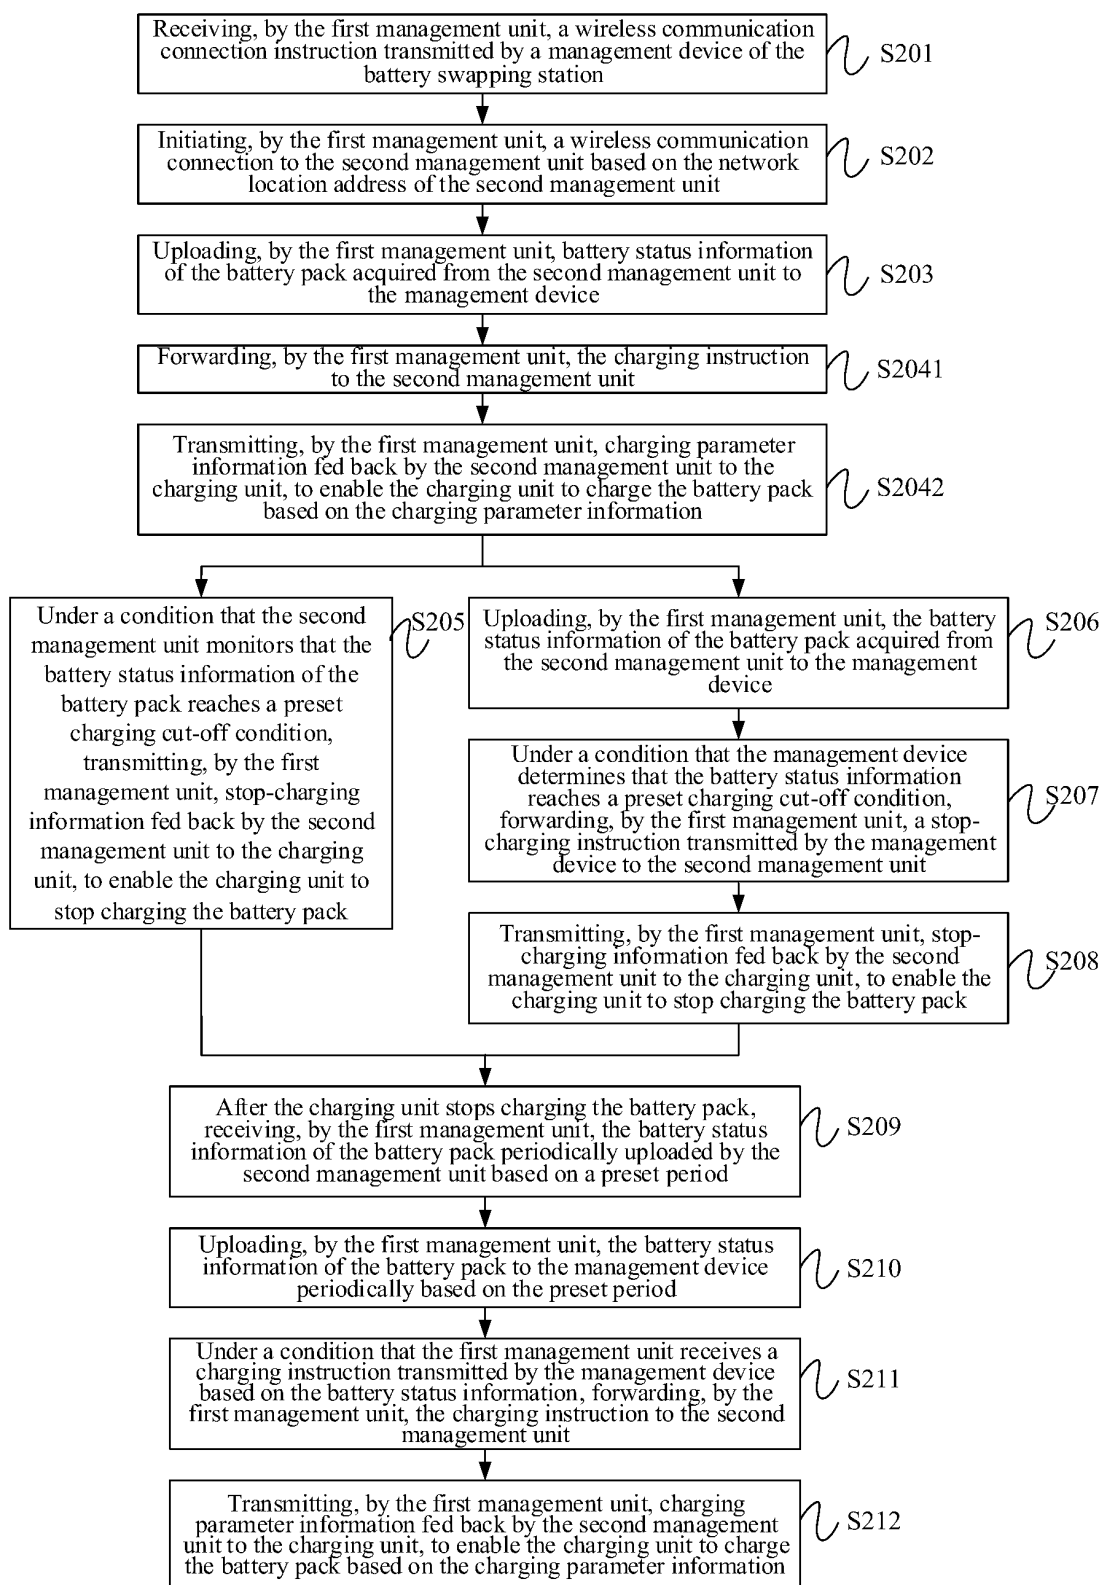 Receiving, by the first management unit, a wireless communication
connection instruction transmitted by a management device of the
battery swapping station
S201
Initiating, by the first management unit, a wireless communication
connection to the second management unit based on the network
location address of the second management unit
S202
Uploading, by the first management unit, battery status information
of the battery pack acquired from the second management unit to
the management device
S203
Forwarding, by the first management unit, the charging instruction
to the second management unit
S2041
Transmitting, by the first management unit, charging parameter
information fed back by the second management unit to the
charging unit, to enable the charging unit to charge the battery pack
based on the charging parameter information
S2042
Under a condition that the second
management unit monitors that the
battery status information of the
battery pack reaches a preset
charging cut-off condition,
transmitting, by the first
management unit, stop-charging
information fed back by the second
management unit to the charging
unit, to enable the charging unit to
stop charging the battery pack
S205
Uploading, by the first management unit, the battery
status information of the battery pack acquired from
the second management unit to the management
device
S206
Under a condition that the management device
determines that the battery status information
reaches a preset charging cut-off condition,
forwarding, by the first management unit, a stop-
charging instruction transmitted by the management
device to the second management unit
S207
Transmitting, by the first management unit, stop-
charging information fed back by the second
management unit to the charging unit, to enable the
charging unit to stop charging the battery pack
S208
After the charging unit stops charging the battery pack,
receiving, by the first management unit, the battery status
information of the battery pack periodically uploaded by the
second management unit based on a preset period
S209
Uploading, by the first management unit, the battery status
information of the battery pack to the management device
periodically based on the preset period
S210
Under a condition that the first management unit receives a
charging instruction transmitted by the management device
based on the battery status information, forwarding, by the
first management unit, the charging instruction to the second
management unit
S211
Transmitting, by the first management unit, charging
parameter information fed back by the second management
unit to the charging unit, to enable the charging unit to charge
the battery pack based on the charging parameter information
S212